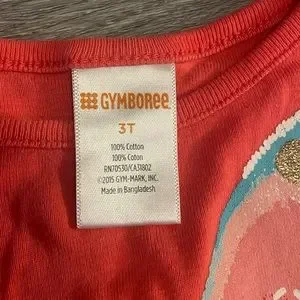 GYMBOREE
3T
100% Cotton
100% Coton
RN70530/CA31802
©2015 GYM-MARK, INC.
Made in Bangladesh